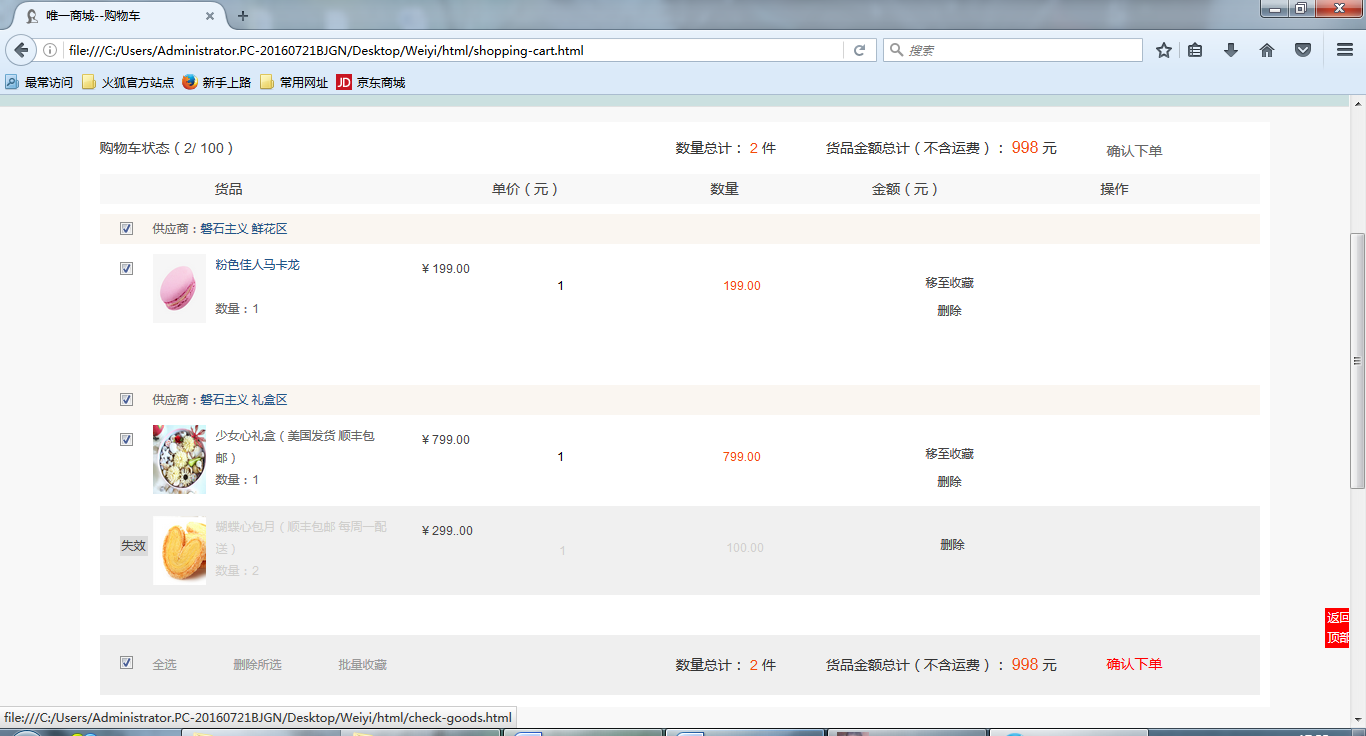 唯一商城--购物车
file:///C:/Users/Administrator.PC-20160721BJGN/Desktop/Weiyi/html/shopping-cart.html
搜索
最常访问 火狐官方站点 新手上路 常用网址 JD 京东商城
购物车状态（2/ 100） 数量总计： 2 件 货品金额总计（不含运费）： 998 元 确认下单
货品 单价（元） 数量 金额（元） 操作
供应商：磐石主义 鲜花区
粉色佳人马卡龙 ¥ 199.00
1 199.00 移至收藏
数量：1 删除
供应商：磐石主义 礼盒区
少女心礼盒（美国发货 顺丰包 ¥ 799.00
邮） 1 799.00 移至收藏
数量：1 删除
蝴蝶心包月（顺丰包邮 每周一配 ¥ 299..00
失效 送） 1 100.00 删除
数量：2
返回
顶部
全选 删除所选 批量收藏 数量总计： 2 件 货品金额总计（不含运费）： 998 元 确认下单
file:///C:/Users/Administrator.PC-20160721BJGN/Desktop/Weiyi/html/check-goods.html